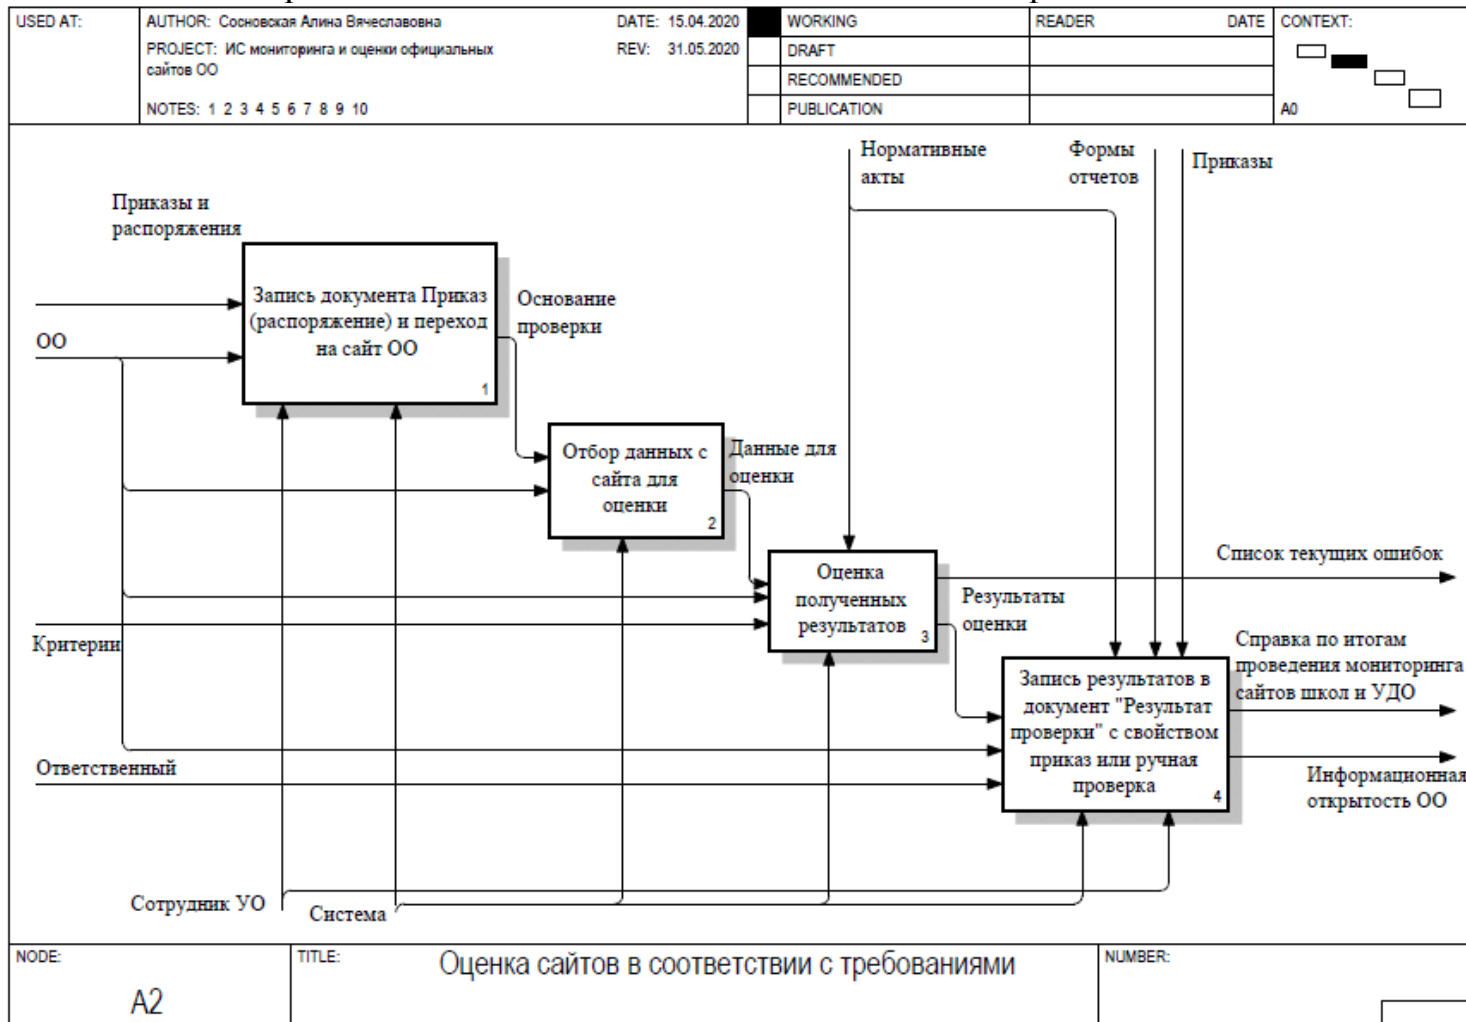 USED AT:
AUTHOR: Сосновская Алина Вячеславовна
DATE: 15.04.2020
PROJECT: ИС мониторинга и оценки официальных
сайтов ОО
REV: 31.05.2020
NOTES: 1 2 3 4 5 6 7 8 9 10
WORKING
DRAFT
RECOMMENDED
PUBLICATION
READER
DATE
CONTEXT:
A0
Нормативные
акты
Формы
отчетов
Приказы
Приказы и
распоряжения
Запись документа Приказ
(распоряжение) и переход
на сайт ОО
1
Основание
проверки
ОО
Отбор данных с
сайта для
оценки
2
Данные для
оценки
Оценка
полученных
результатов
3
Список текущих ошибок
Результаты
оценки
Критерии
Запись результатов в
документ "Результат
проверки" с свойством
приказ или ручная
проверка
4
Справка по итогам
проведения мониторинга
сайтов школ и УДО
Ответственный
Информационная
открытость ОО
Сотрудник УО
Система
NODE:
A2
TITLE:
Оценка сайтов в соответствии с требованиями
NUMBER: